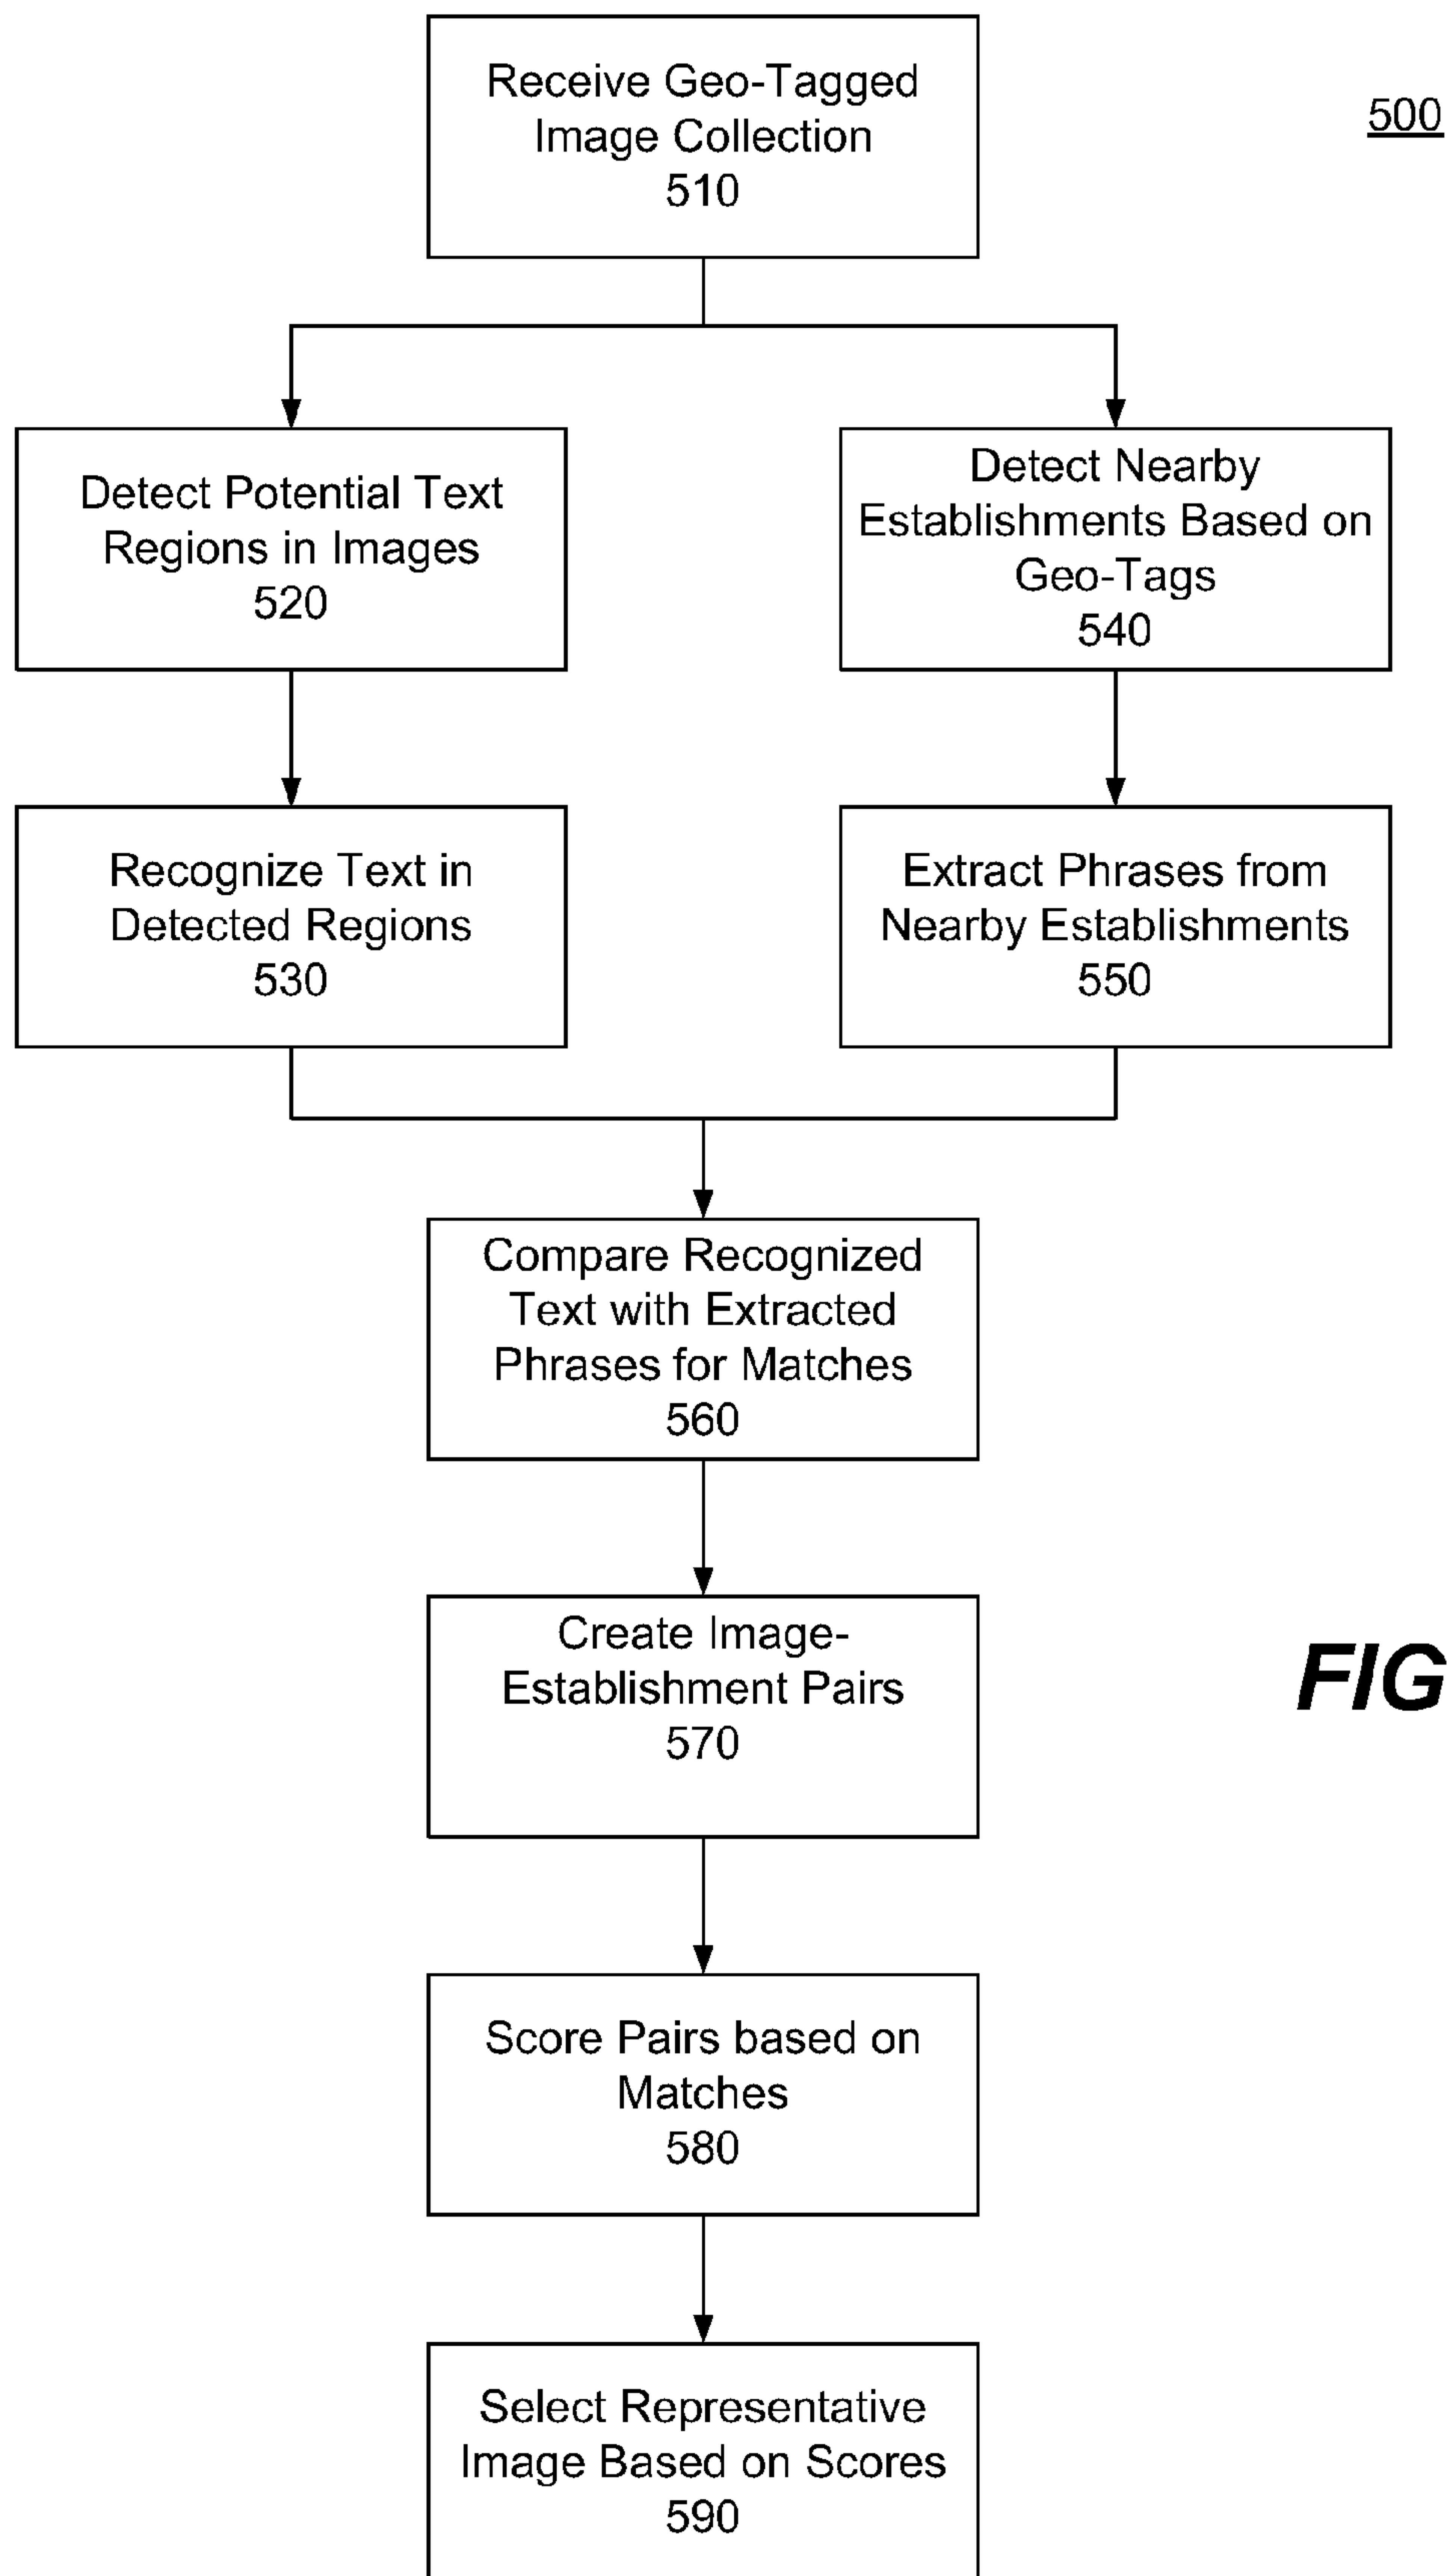 Receive Geo-Tagged
Image Collection
510
500
Detect Potential Text
Regions in Images
520
Detect Nearby
Establishments Based on
Geo-Tags
540
Recognize Text in
Detected Regions
530
Extract Phrases from
Nearby Establishments
550
Compare Recognized
Text with Extracted
Phrases for Matches
560
Create Image-
Establishment Pairs
570
FIG
Score Pairs based on
Matches
580
Select Representative
Image Based on Scores
590